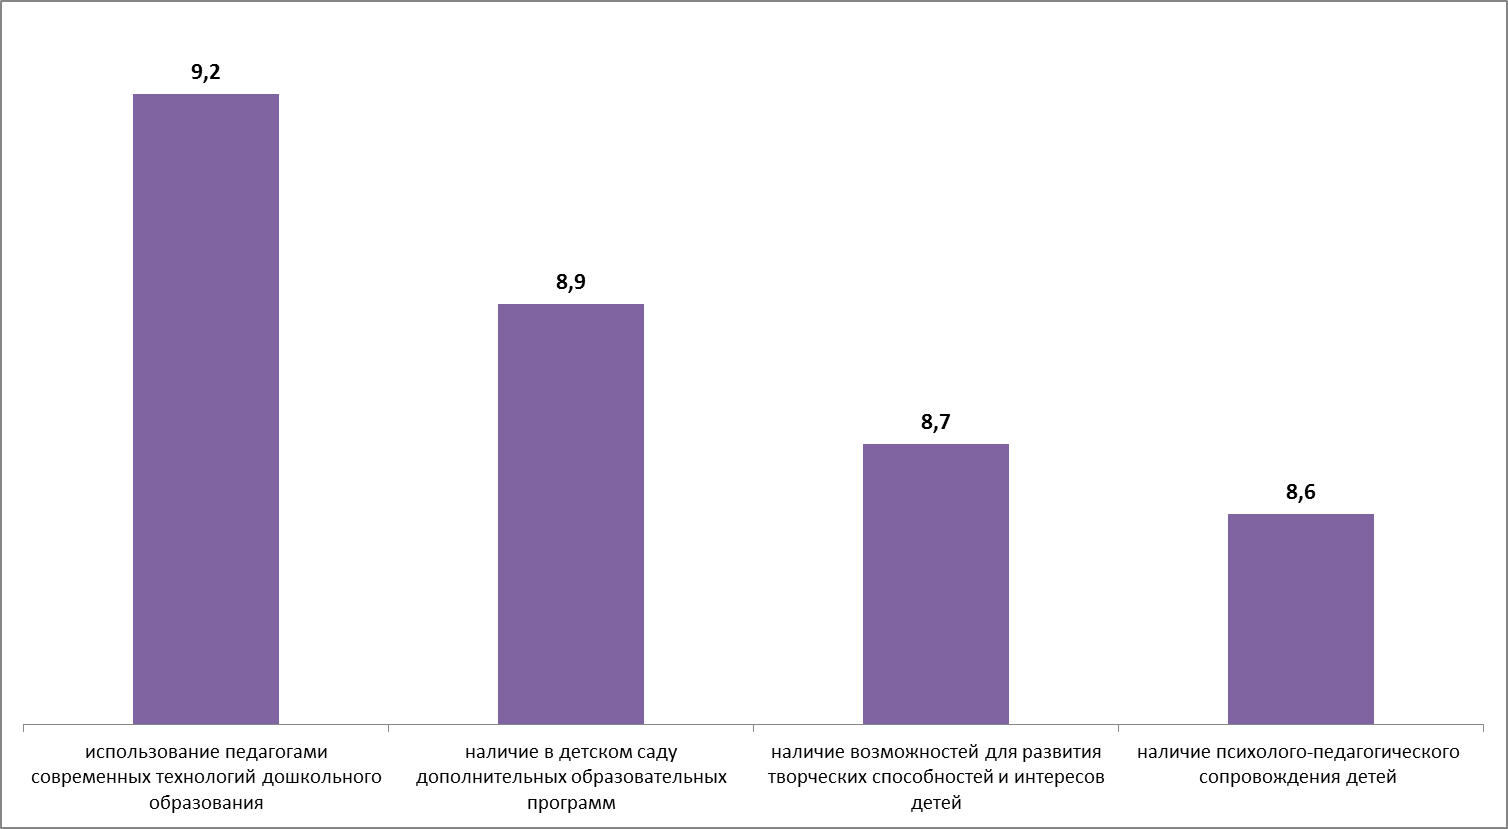 9,2
8,9
8,7
8,6
использование педагогами
современных технологий дошкольного
образования
наличие в детском саду
дополнительных образовательных
программ
наличие возможностей для развития
творческих способностей и интересов
детей
наличие психолого-педагогического
сопровождения детей